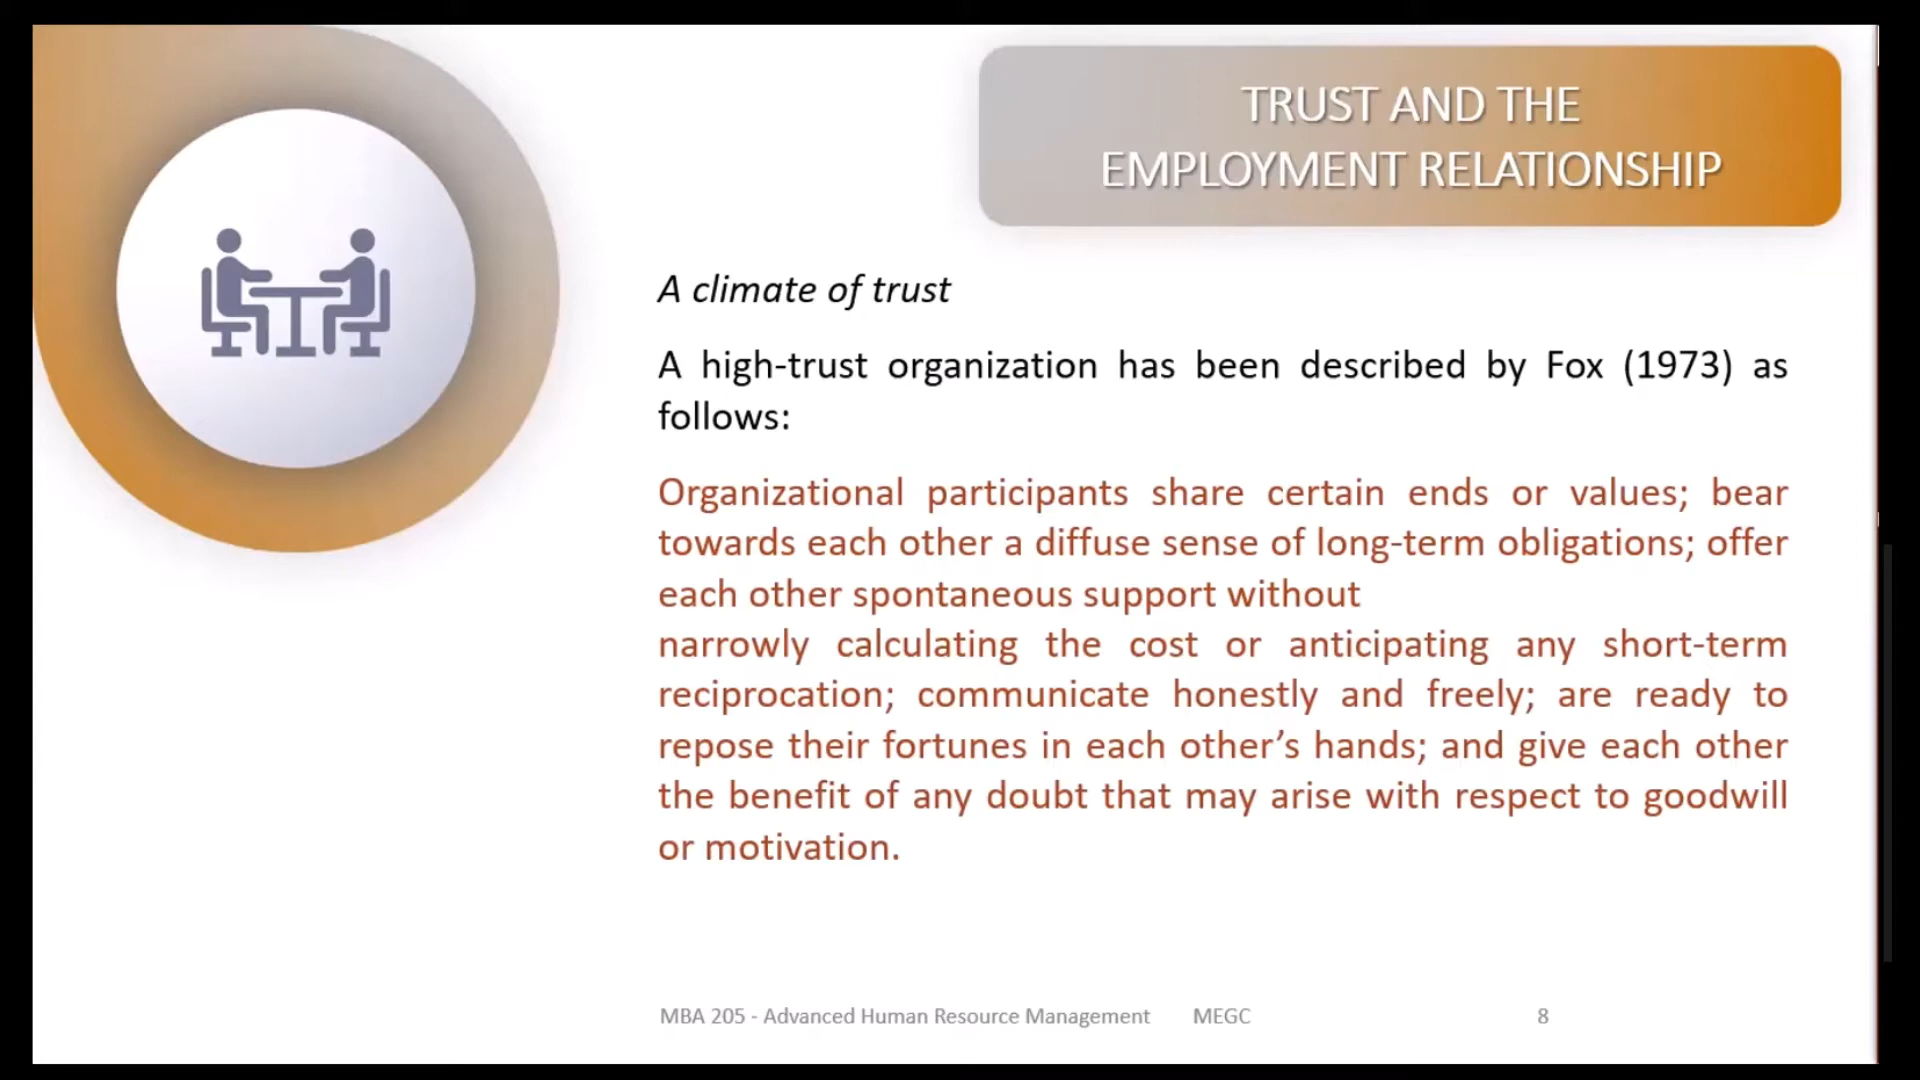 TRUST AND THE
EMPLOYMENT RELATIONSHIP
A climate of trust
A high-trust organization has been described by Fox (1973) as
follows:
Organizational participants share certain ends or values; bear
towards each other a diffuse sense of long-term obligations; offer
each other spontaneous support without
narrowly calculating the cost or anticipating any short-term
reciprocation; communicate honestly and freely; are ready to
repose their fortunes in each other’s hands; and give each other
the benefit of any doubt that may arise with respect to goodwill
or motivation.
MBA 205 - Advanced Human Resource Management MEGC 8